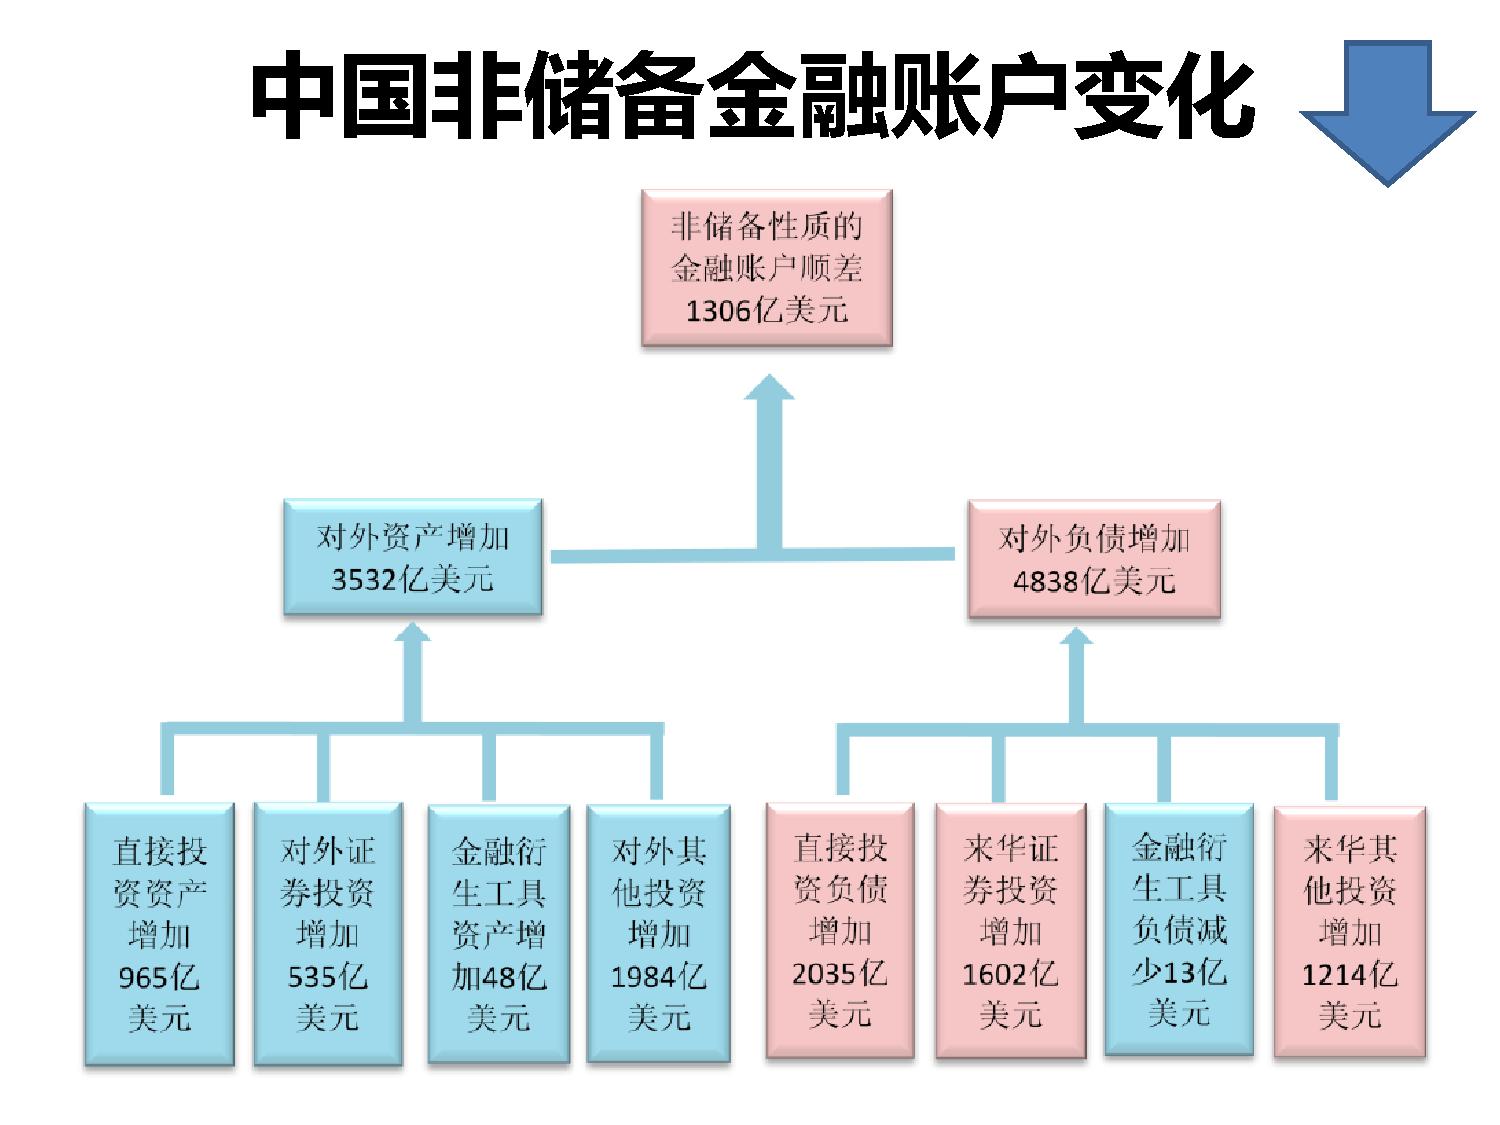 中国非储备金融账户变化
非储备性质的
金融账户顺差
1306亿美元
对外资产增加
3532亿美元
对外负债增加
4838亿美元
直接投
资资产
增加
965亿
美元
对外证
券投资
增加
535亿
美元
金融衍
生工具
资产增
加48亿
美元
对外其
他投资
增加
1984亿
美元
直接投
资负债
增加
2035亿
美元
来华证
券投资
增加
1602亿
美元
金融衍
生工具
负债减
少13亿
美元
来华其
他投资
增加
1214亿
美元